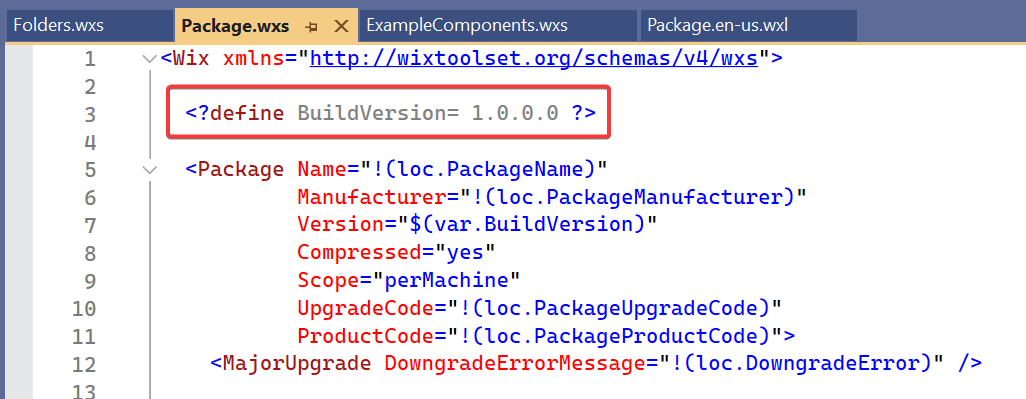 Folders.wxs Package.wxs ExampleComponents.wxs Package.en-us.wxl
1 <Wix xmlns="http://wixtoolset.org/schemas/v4/wxs">
2
3 <?define BuildVersion= 1.0.0.0 ?>
4
5 <Package Name="!(loc.PackageName)"
6 Manufacturer="!(loc.PackageManufacturer)"
7 Version="$(var.BuildVersion)"
8 Compressed="yes"
9 Scope="perMachine"
10 UpgradeCode="!(loc.PackageUpgradeCode)"
11 ProductCode="!(loc.PackageProductCode)">
12 <MajorUpgrade DowngradeErrorMessage="!(loc.DowngradeError)" />
13